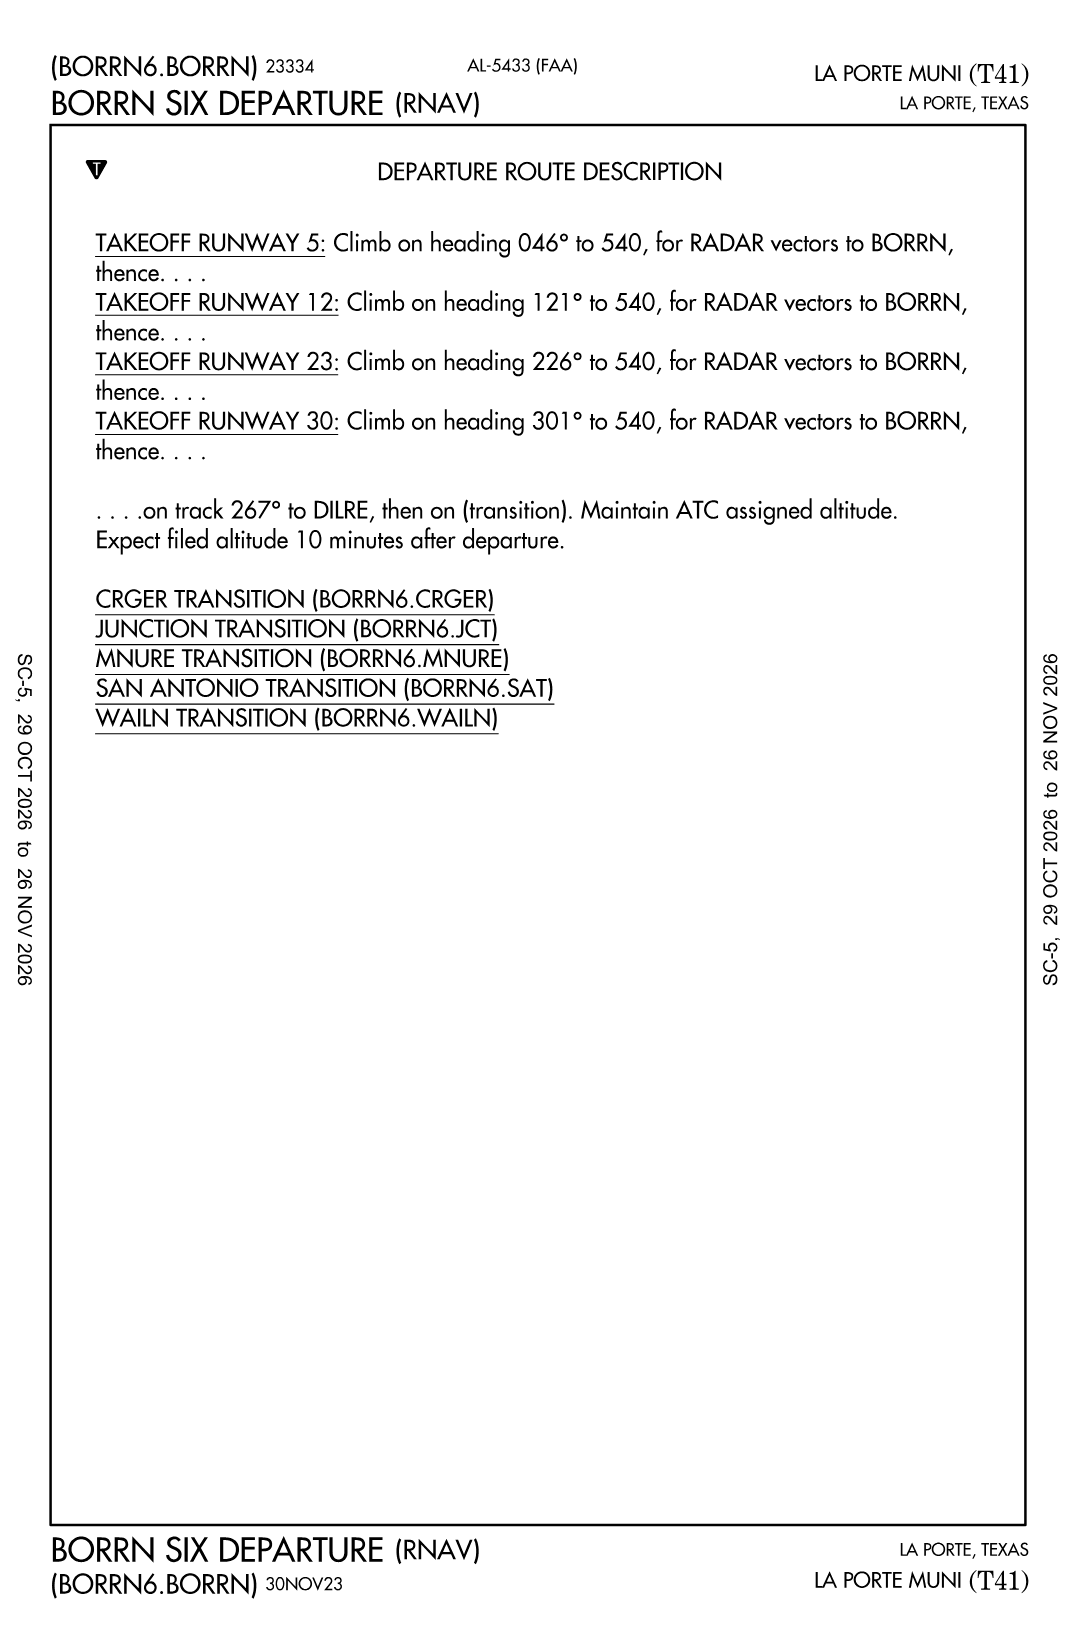 (BORRN6.BORRN) 23334
AL-5433 (FAA)
LA PORTE MUNI (T41)
BORRN SIX DEPARTURE (RNAV)
LA PORTE, TEXAS
T
DEPARTURE ROUTE DESCRIPTION
TAKEOFF RUNWAY 5: Climb on heading 046° to 540, for RADAR vectors to BORRN,
thence. . . .
TAKEOFF RUNWAY 12: Climb on heading 121° to 540, for RADAR vectors to BORRN,
thence. . . .
TAKEOFF RUNWAY 23: Climb on heading 226° to 540, for RADAR vectors to BORRN,
thence. . . .
TAKEOFF RUNWAY 30: Climb on heading 301° to 540, for RADAR vectors to BORRN,
thence. . . .
. . . .on track 267° to DILRE, then on (transition). Maintain ATC assigned altitude.
Expect filed altitude 10 minutes after departure.
CRGER TRANSITION (BORRN6.CRGER)
JUNCTION TRANSITION (BORRN6.JCT)
MNURE TRANSITION (BORRN6.MNURE)
SAN ANTONIO TRANSITION (BORRN6.SAT)
WAILN TRANSITION (BORRN6.WAILN)
SC-5, 29 OCT 2026 to 26 NOV 2026
SC-5, 29 OCT 2026 to 26 NOV 2026
BORRN SIX DEPARTURE (RNAV)
LA PORTE, TEXAS
(BORRN6.BORRN) 30NOV23
LA PORTE MUNI (T41)